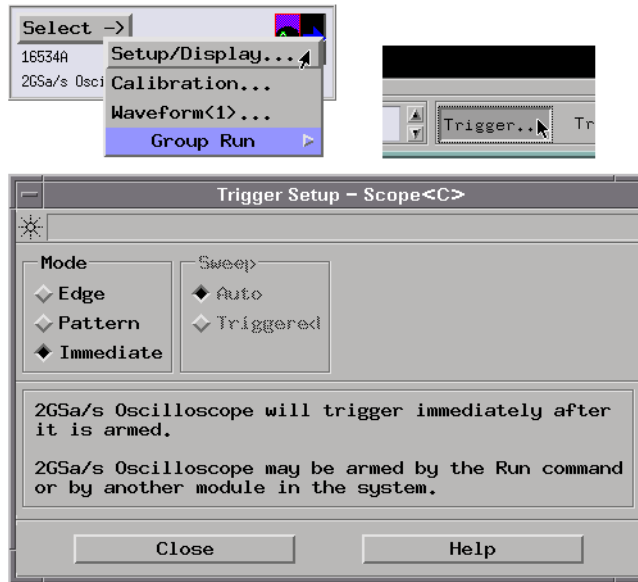 Select ->
16534A
2GSa/s Osci
Setup/Display...
Calibration...
Waveform<1>...
Group Run
Trigger..
Tr
Trigger Setup – Scope<C>
Mode
Edge
Pattern
Immediate
Sweep
Auto
Triggered
2GSa/s Oscilloscope will trigger immediately after
it is armed.
2GSa/s Oscilloscope may be armed by the Run command
or by another module in the system.
Close
Help